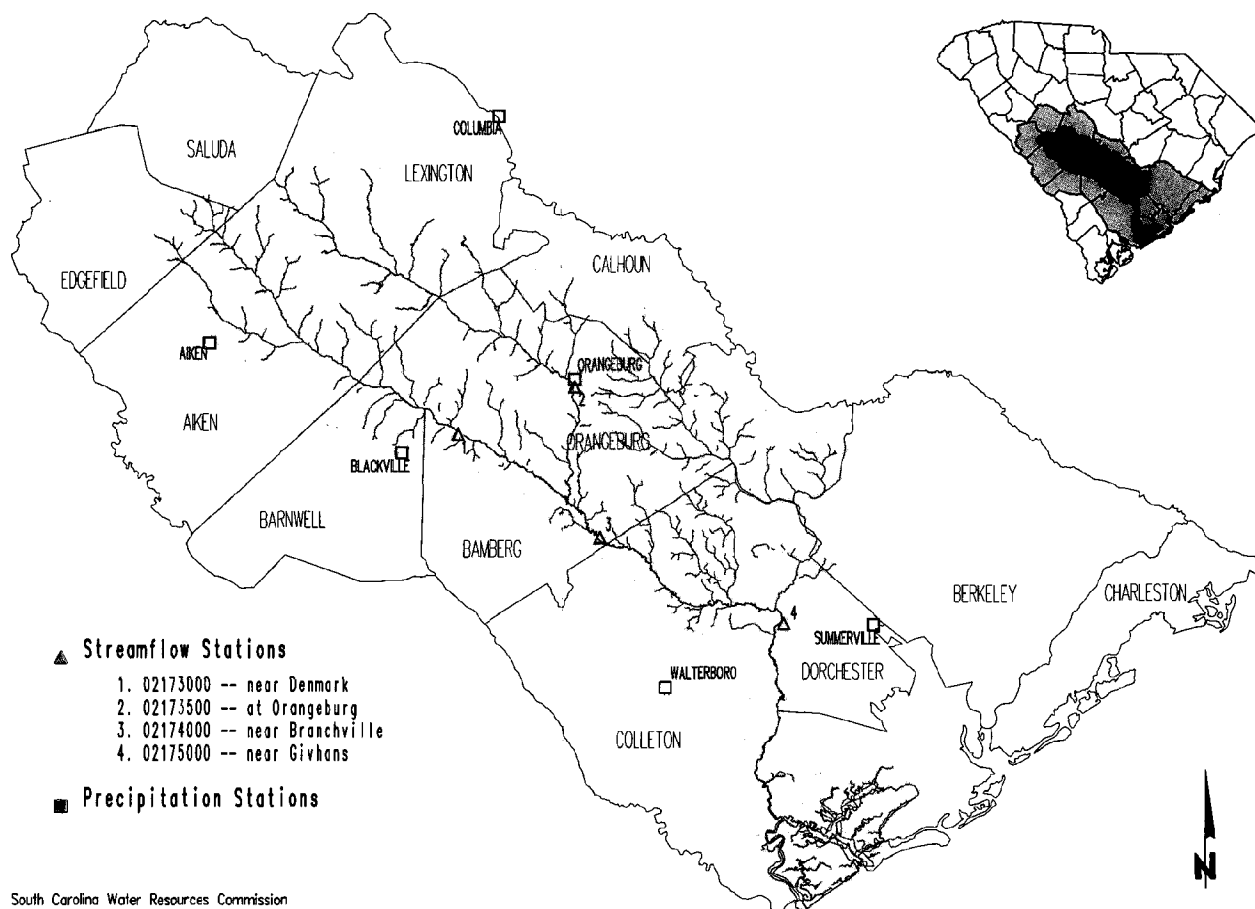 COLUMBIA
SALUDA
LEXINGTON
CALHOUN
EDGEFIELD
AIKEN
ORANGEBURG
2
AIKEN
ORANGEBURG
BLACKVILLE
BARNWELL
3
BAMBERG
BERKELEY
CHARLESTON
4
SUMMERVILLE
WALTERBORO
DORCHESTER
COLLETON
Streamflow Stations
1. 02173000 -- near Denmark
2. 02173500 -- at Orangeburg
3. 02174000 -- near Branchville
4. 02175000 -- near Givhans
Precipitation Stations
N
South Carolina Water Resources Commission